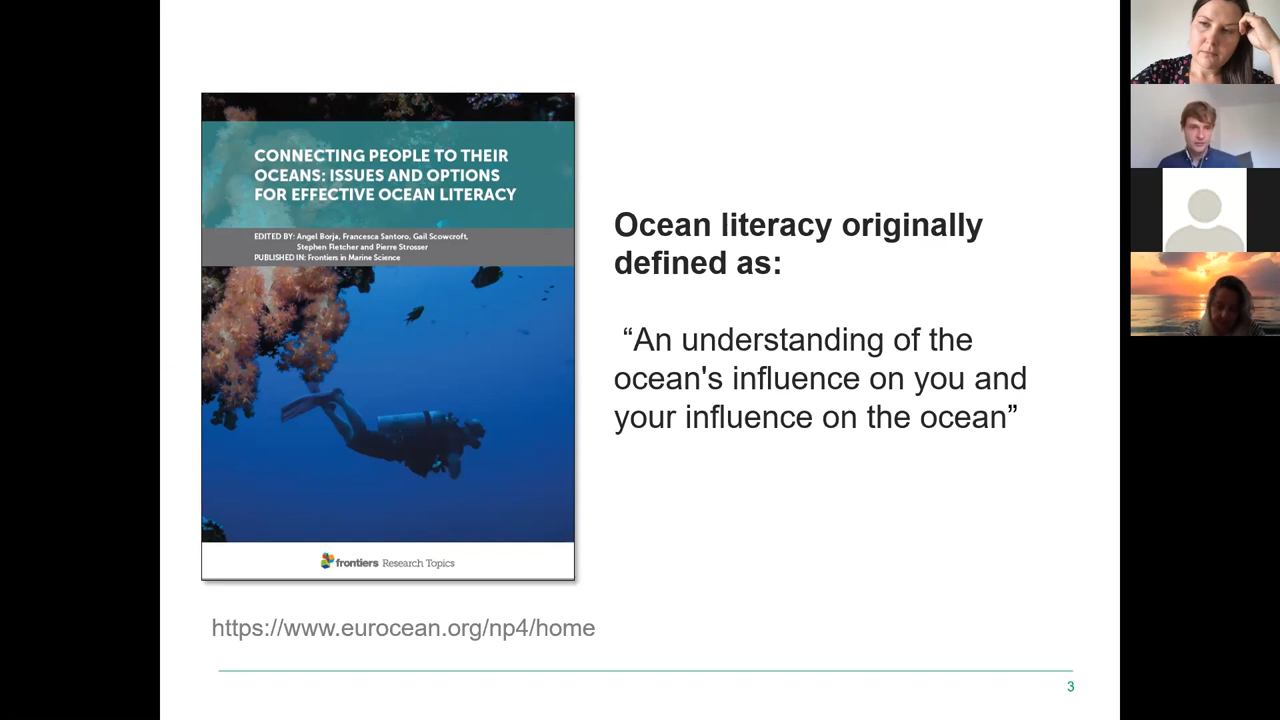 CONNECTING PEOPLE TO THEIR
OCEANS: ISSUES AND OPTIONS
FOR EFFECTIVE OCEAN LITERACY
EDITED BY: Angel Borja, Francesca Santoro, Gail Scowcroft,
Stephen Fletcher and Pierre Strosser
PUBLISHED IN: Frontiers in Marine Science
frontiers Research Topics
https://www.eurocean.org/np4/home
Ocean literacy originally
defined as:
“An understanding of the
ocean's influence on you and
your influence on the ocean”
3